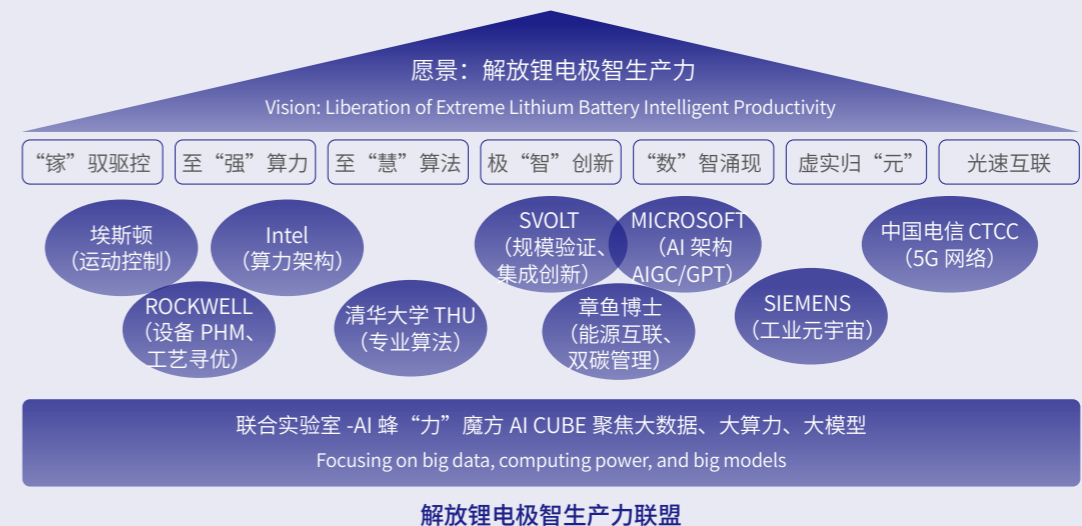 愿景：解放锂电极智生产力
Vision: Liberation of Extreme Lithium Battery Intelligent Productivity
“镓”驭驱控
至“强”算力
至“慧”算法
极“智”创新
“数”智涌现
虚实归“元”
光速互联
埃斯顿
（运动控制）
Intel
（算力架构）
SVOLT
（规模验证、
集成创新）
MICROSOFT
（AI 架构
AIGC/GPT）
中国电信 CTCC
（5G 网络）
ROCKWELL
（设备 PHM、
工艺寻优）
清华大学 THU
（专业算法）
章鱼博士
（能源互联、
双碳管理）
SIEMENS
（工业元宇宙）
联合实验室 -AI 蜂“力”魔方 AI CUBE 聚焦大数据、大算力、大模型
Focusing on big data, computing power, and big models
解放锂电极智生产力联盟